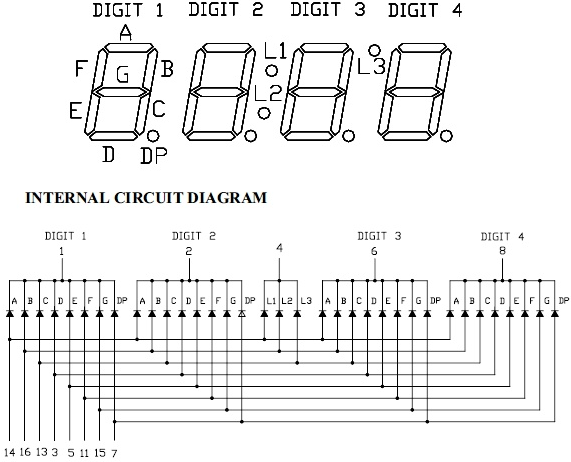 DIGIT 1 DIGIT 2 DIGIT 3 DIGIT 4
A
L1
F G B L3
L2
E C
D DP
INTERNAL CIRCUIT DIAGRAM
DIGIT 1 DIGIT 2 4 DIGIT 3 DIGIT 4
1 2 6 8
A B C D E F G DP A B C D E F G DP L1 L2 L3 A B C D E F G DP A B C D E F G DP
14 16 13 3 5 11 15 7